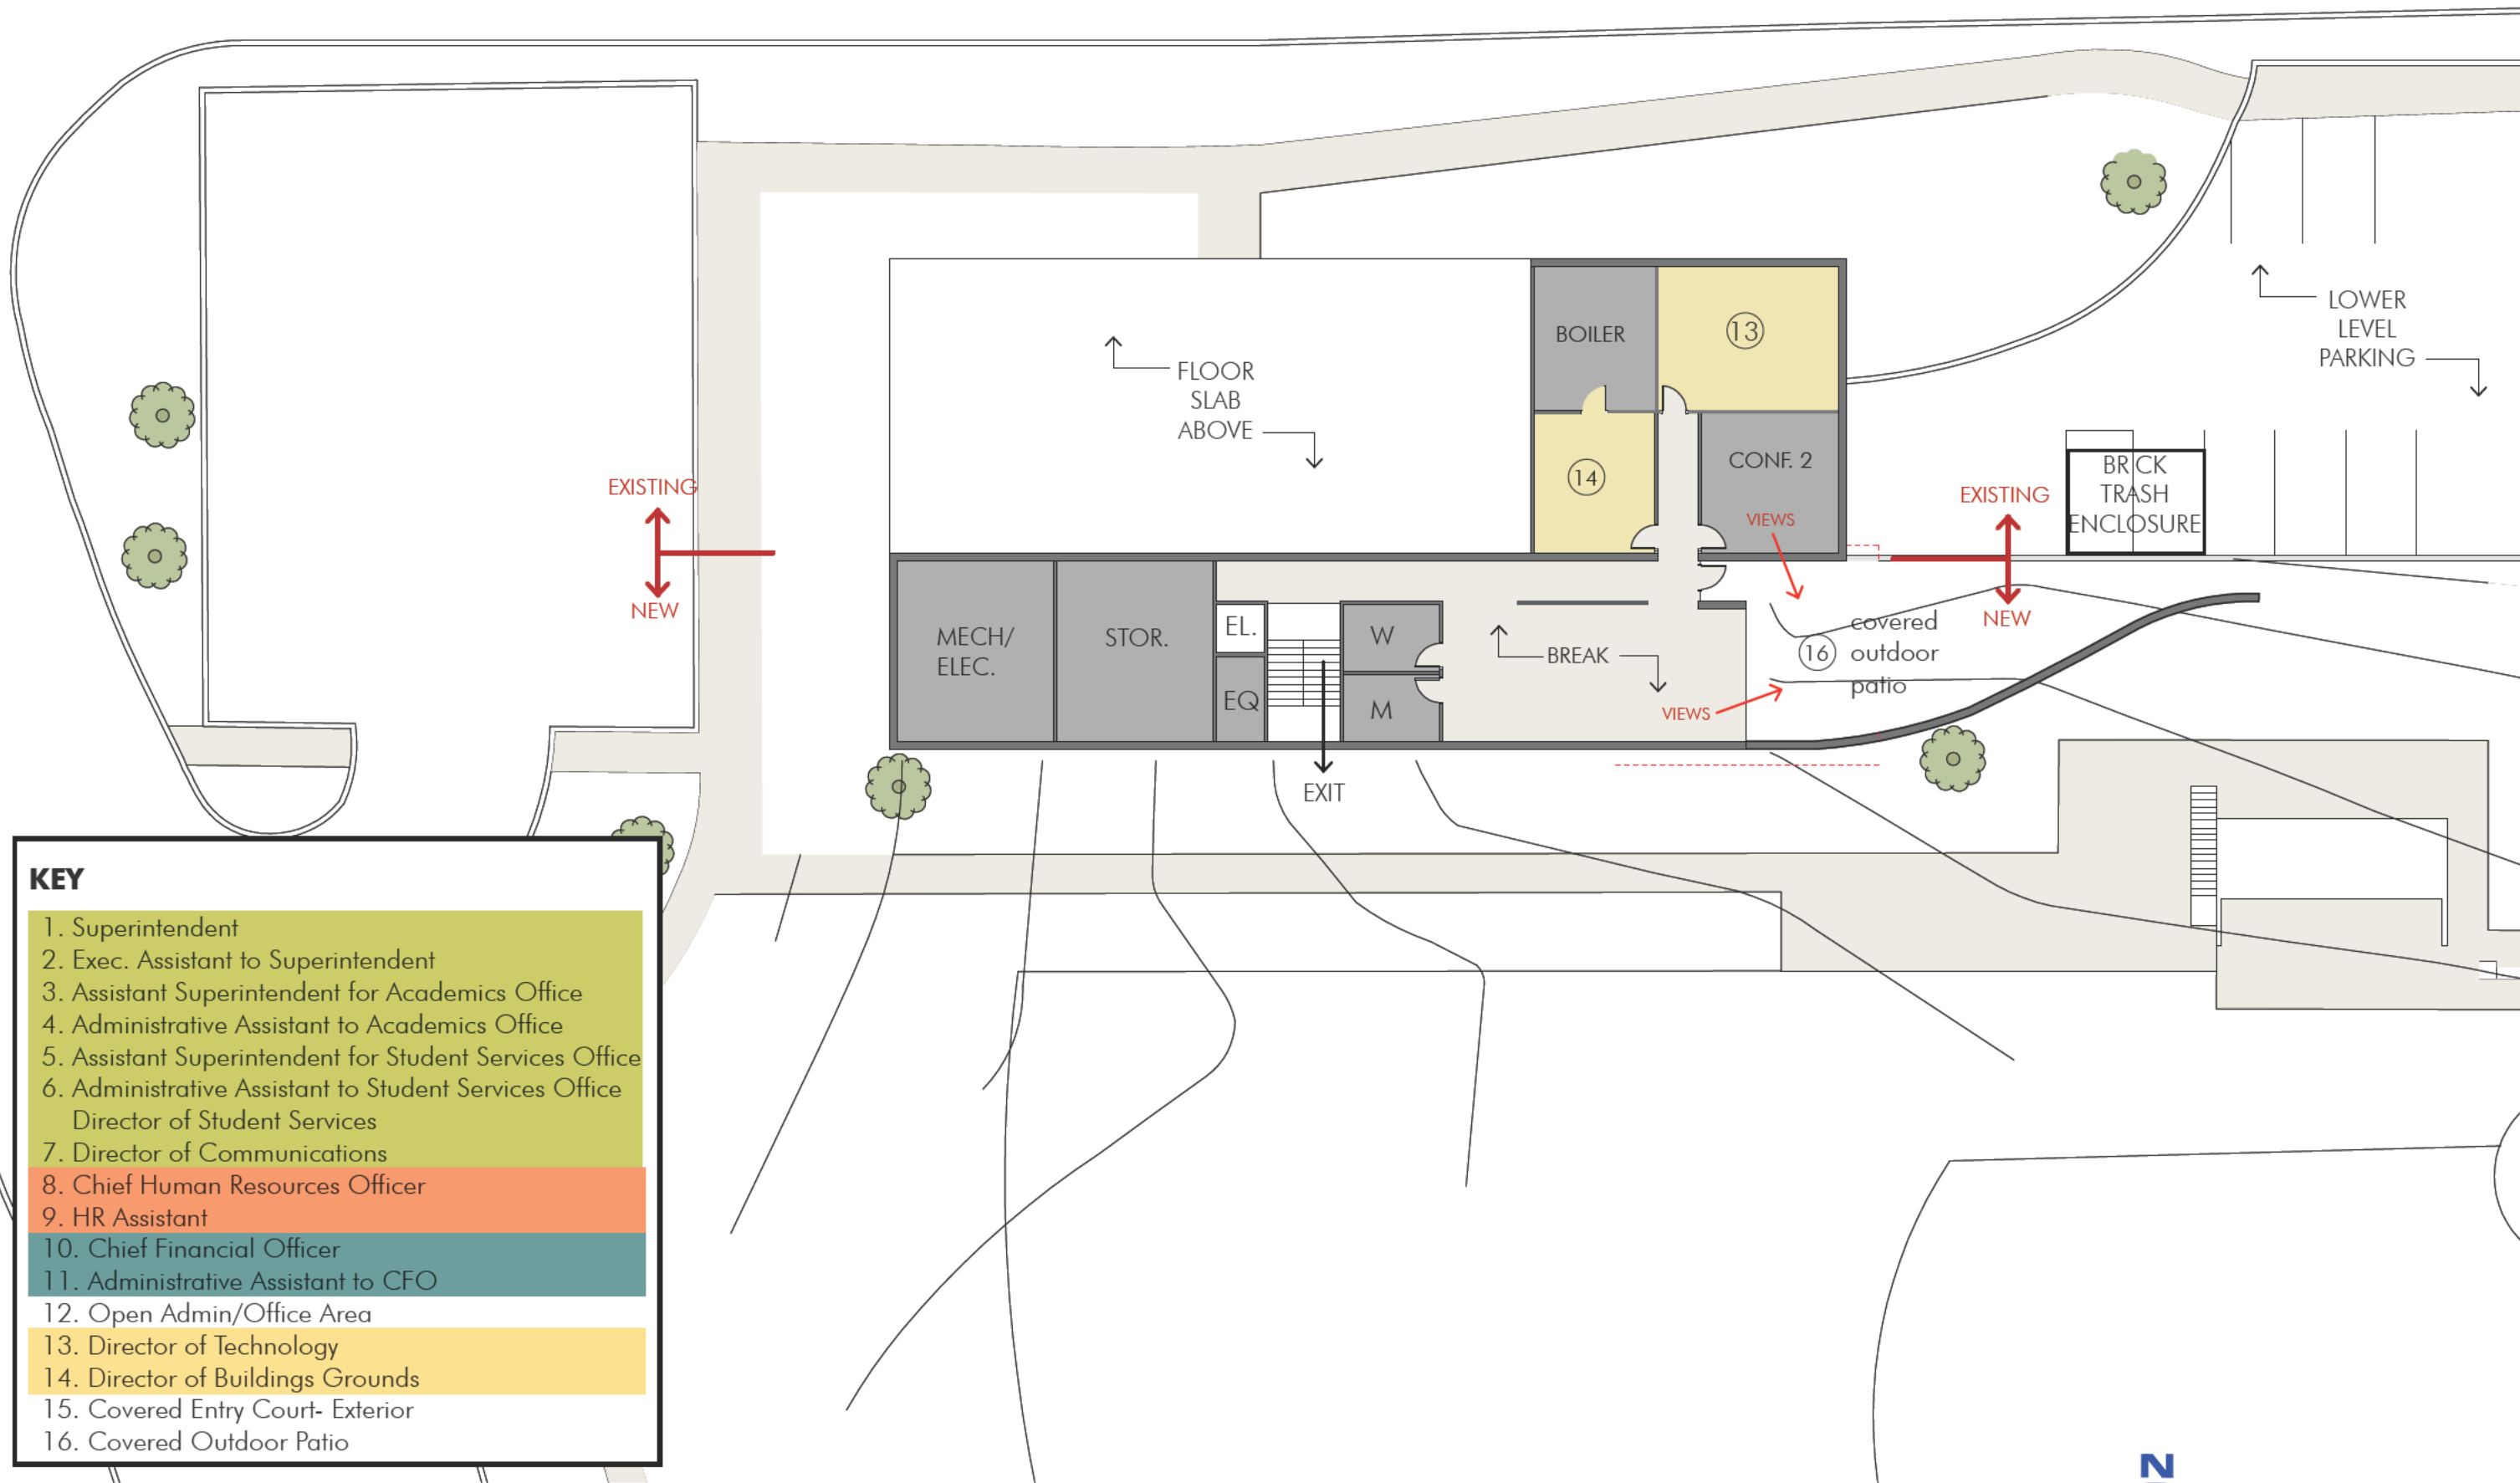 BOILER
13
FLOOR
SLAB
ABOVE
14
CONF. 2
VIEWS
EXISTING
NEW
LOWER
LEVEL
PARKING
EXISTING
BRICK
TRASH
ENCLOSURE
NEW
MECH/
ELEC.
STOR.
EL.
EQ
W
M
BREAK
VIEWS
16
covered
outdoor
patio
EXIT
KEY
1. Superintendent
2. Exec. Assistant to Superintendent
3. Assistant Superintendent for Academics Office
4. Administrative Assistant to Academics Office
5. Assistant Superintendent for Student Services Office
6. Administrative Assistant to Student Services Office
Director of Student Services
7. Director of Communications
8. Chief Human Resources Officer
9. HR Assistant
10. Chief Financial Officer
11. Administrative Assistant to CFO
12. Open Admin/Office Area
13. Director of Technology
14. Director of Buildings Grounds
15. Covered Entry Court- Exterior
16. Covered Outdoor Patio
N